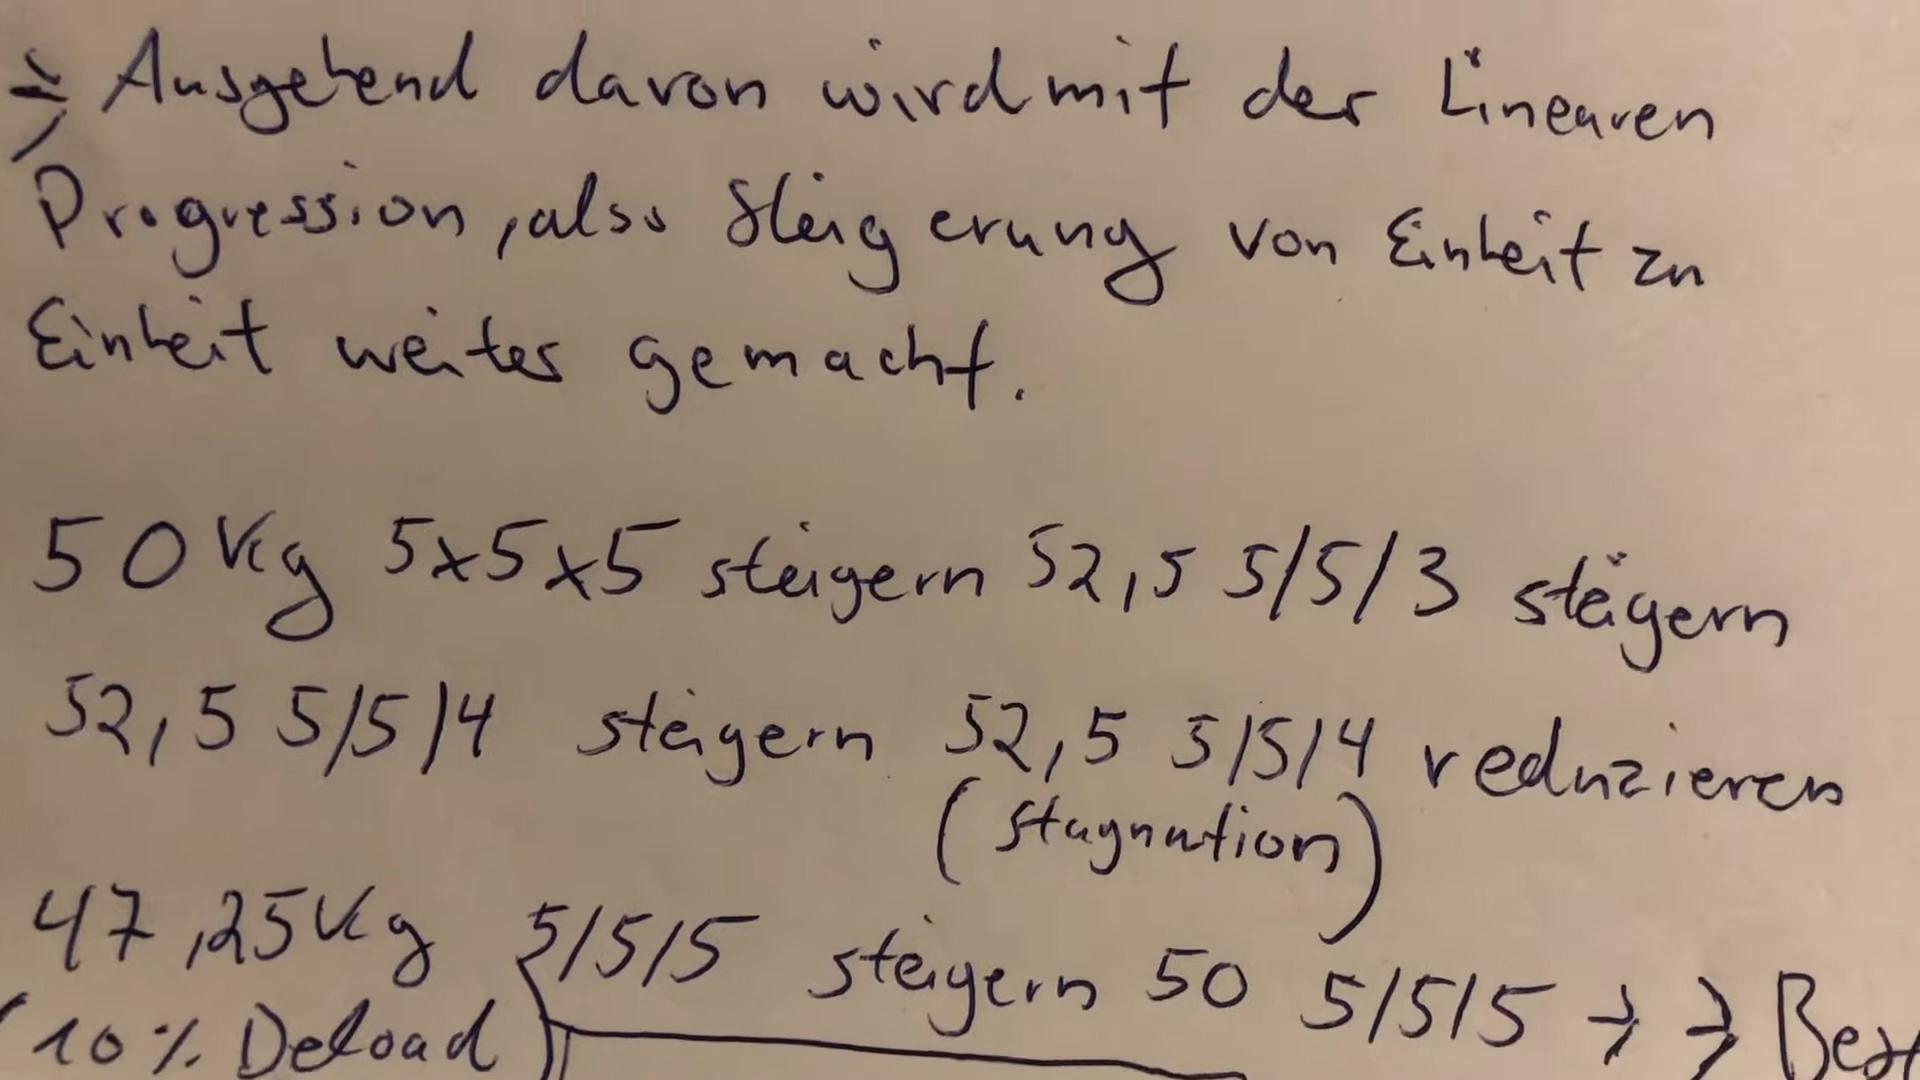 => Ausgehend davon wird mit der Linearen
Progression, also Steigerung von Einheit zu
Einheit weiter gemacht.
50 Kg 5x5x5 steigern 52,5 5/5/3 steigern
52,5 5/5/4 steigern 52,5 5/5/4 reduzieren
(Stagnation)
47,25 Kg 5/5/5 steigern 50 5/5/5 → →
(10% Deload)